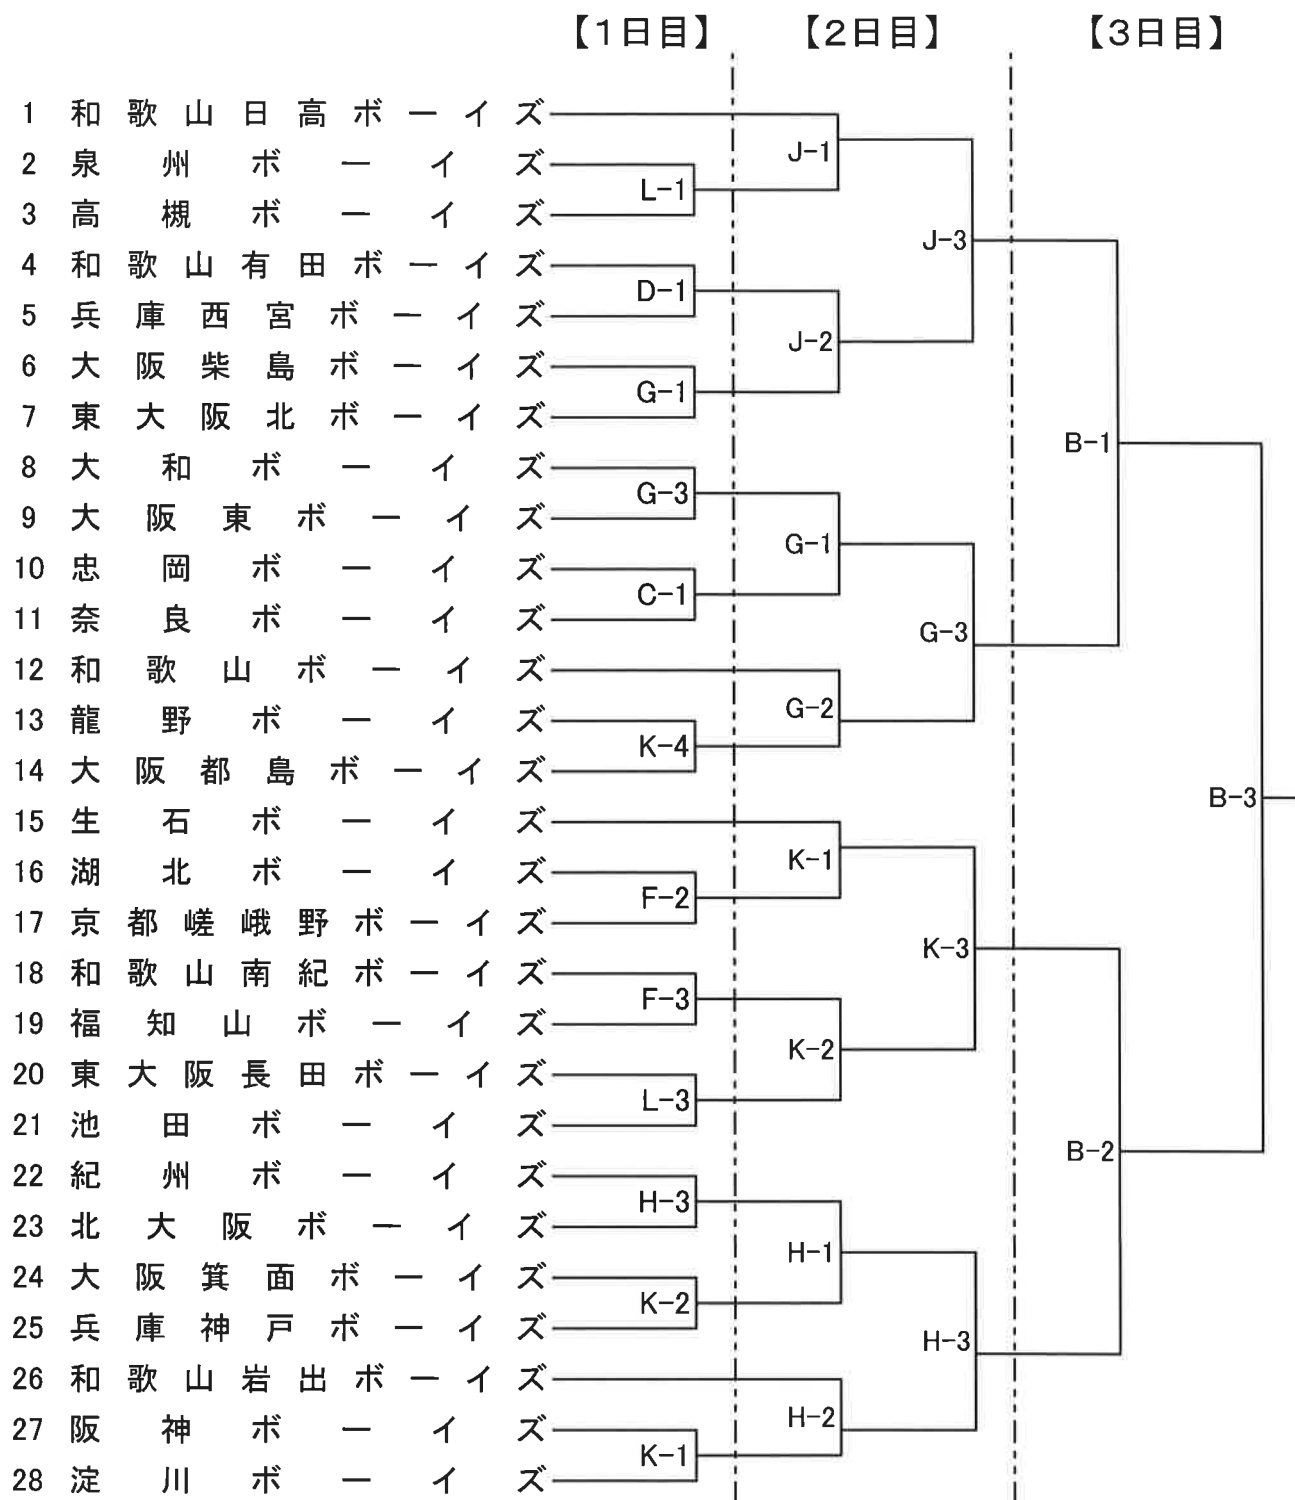 【1日目】 【2日目】 【3日目】
1 和歌山日高ボーイズ
2 泉州ボーイズ
L-1
3 高槻ボーイズ
J-1
4 和歌山有田ボーイズ
D-1
5 兵庫西宮ボーイズ
J-2
6 大阪柴島ボーイズ
G-1
7 東大阪北ボーイズ
J-3
8 大和ボーイズ
G-3
9 大阪東ボーイズ
G-1
10 忠岡ボーイズ
C-1
11 奈良ボーイズ
G-3
12 和歌山ボーイズ
G-2
13 龍野ボーイズ
K-4
14 大阪都島ボーイズ
B-1
15 生石ボーイズ
K-1
16 湖北ボーイズ
F-2
17 京都嵯峨野ボーイズ
K-3
18 和歌山南紀ボーイズ
F-3
19 福知山ボーイズ
K-2
20 東大阪長田ボーイズ
L-3
21 池田ボーイズ
B-2
22 紀州ボーイズ
H-3
23 北大阪ボーイズ
H-1
24 大阪箕面ボーイズ
K-2
25 兵庫神戸ボーイズ
H-3
26 和歌山岩出ボーイズ
H-2
27 阪神ボーイズ
K-1
28 淀川ボーイズ
B-3